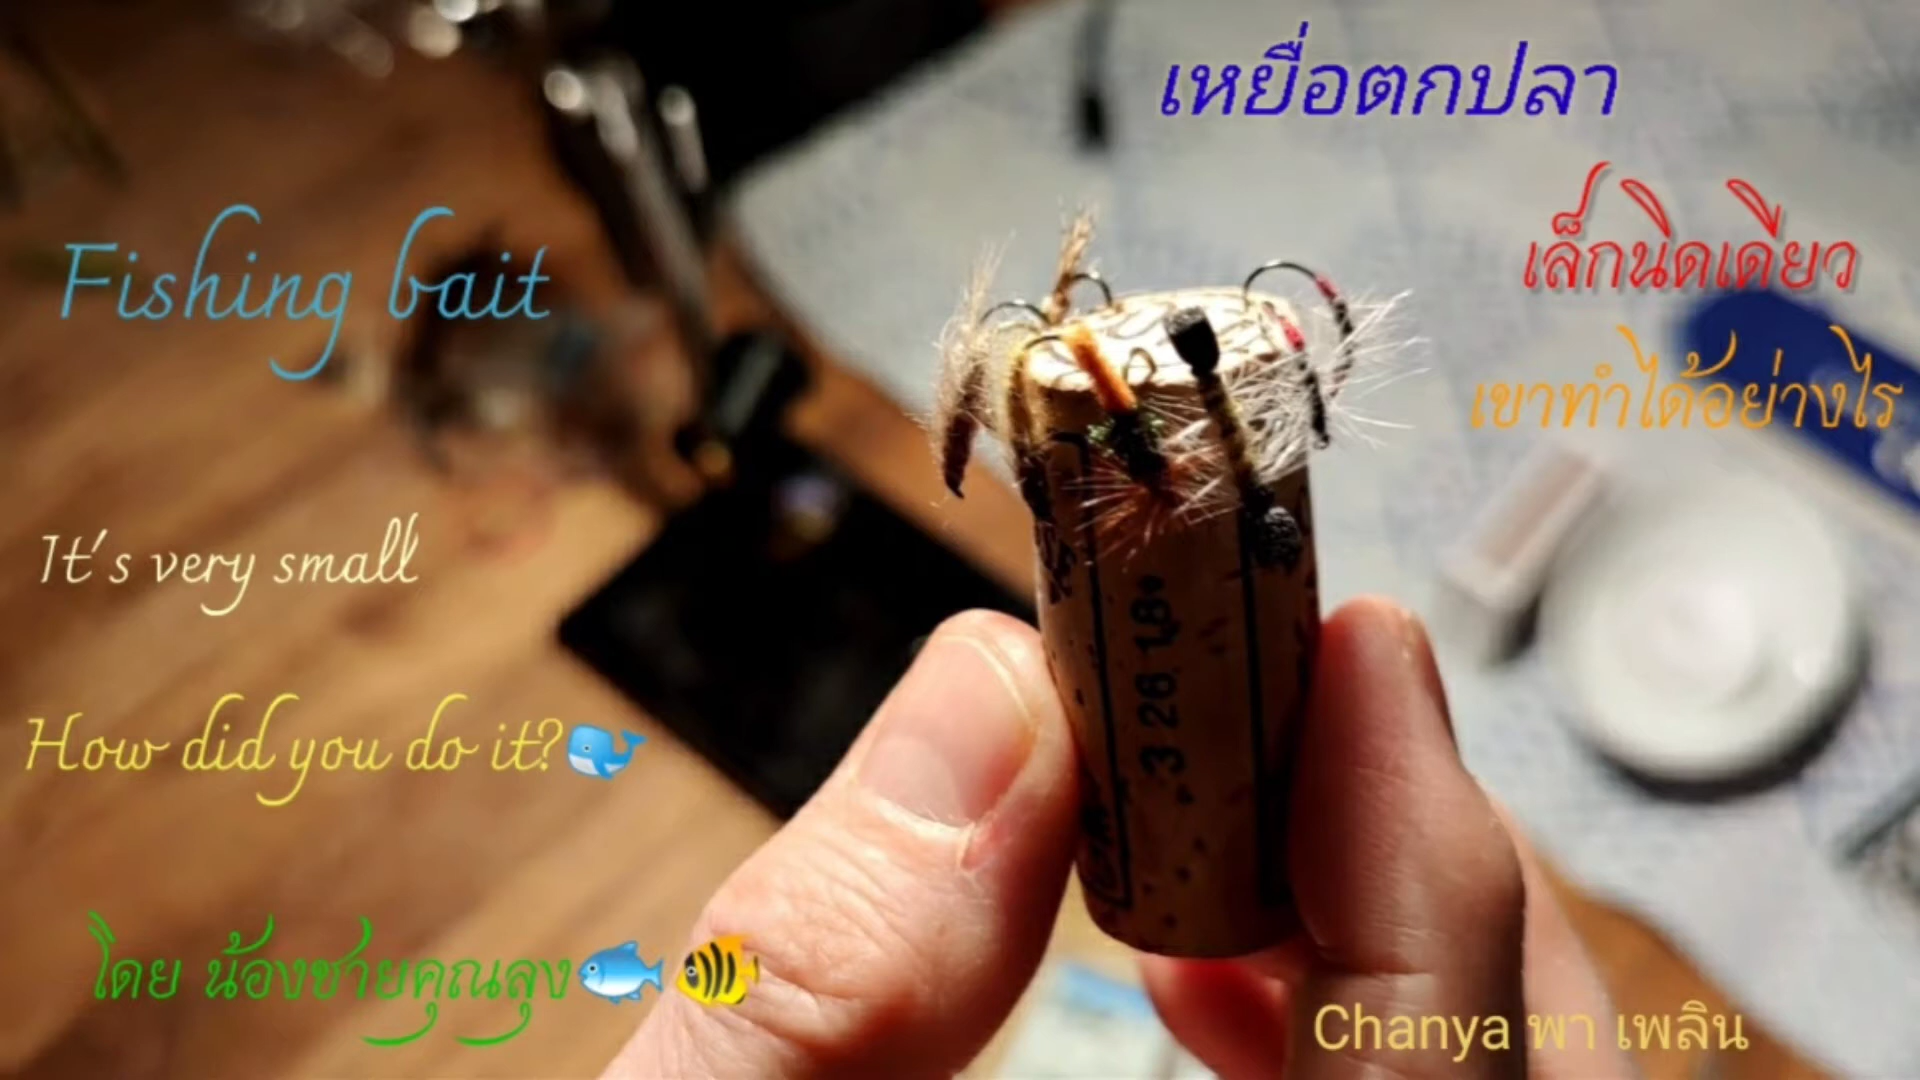 เหยื่อตกปลา
Fishing bait
เล็กนิดเดียว
เขาทำได้อย่างไร
It's very small
How did you do it?🐳
3 26
โดย น้องชายคุณลุง🐟🐠
Chanya พา เพลิน